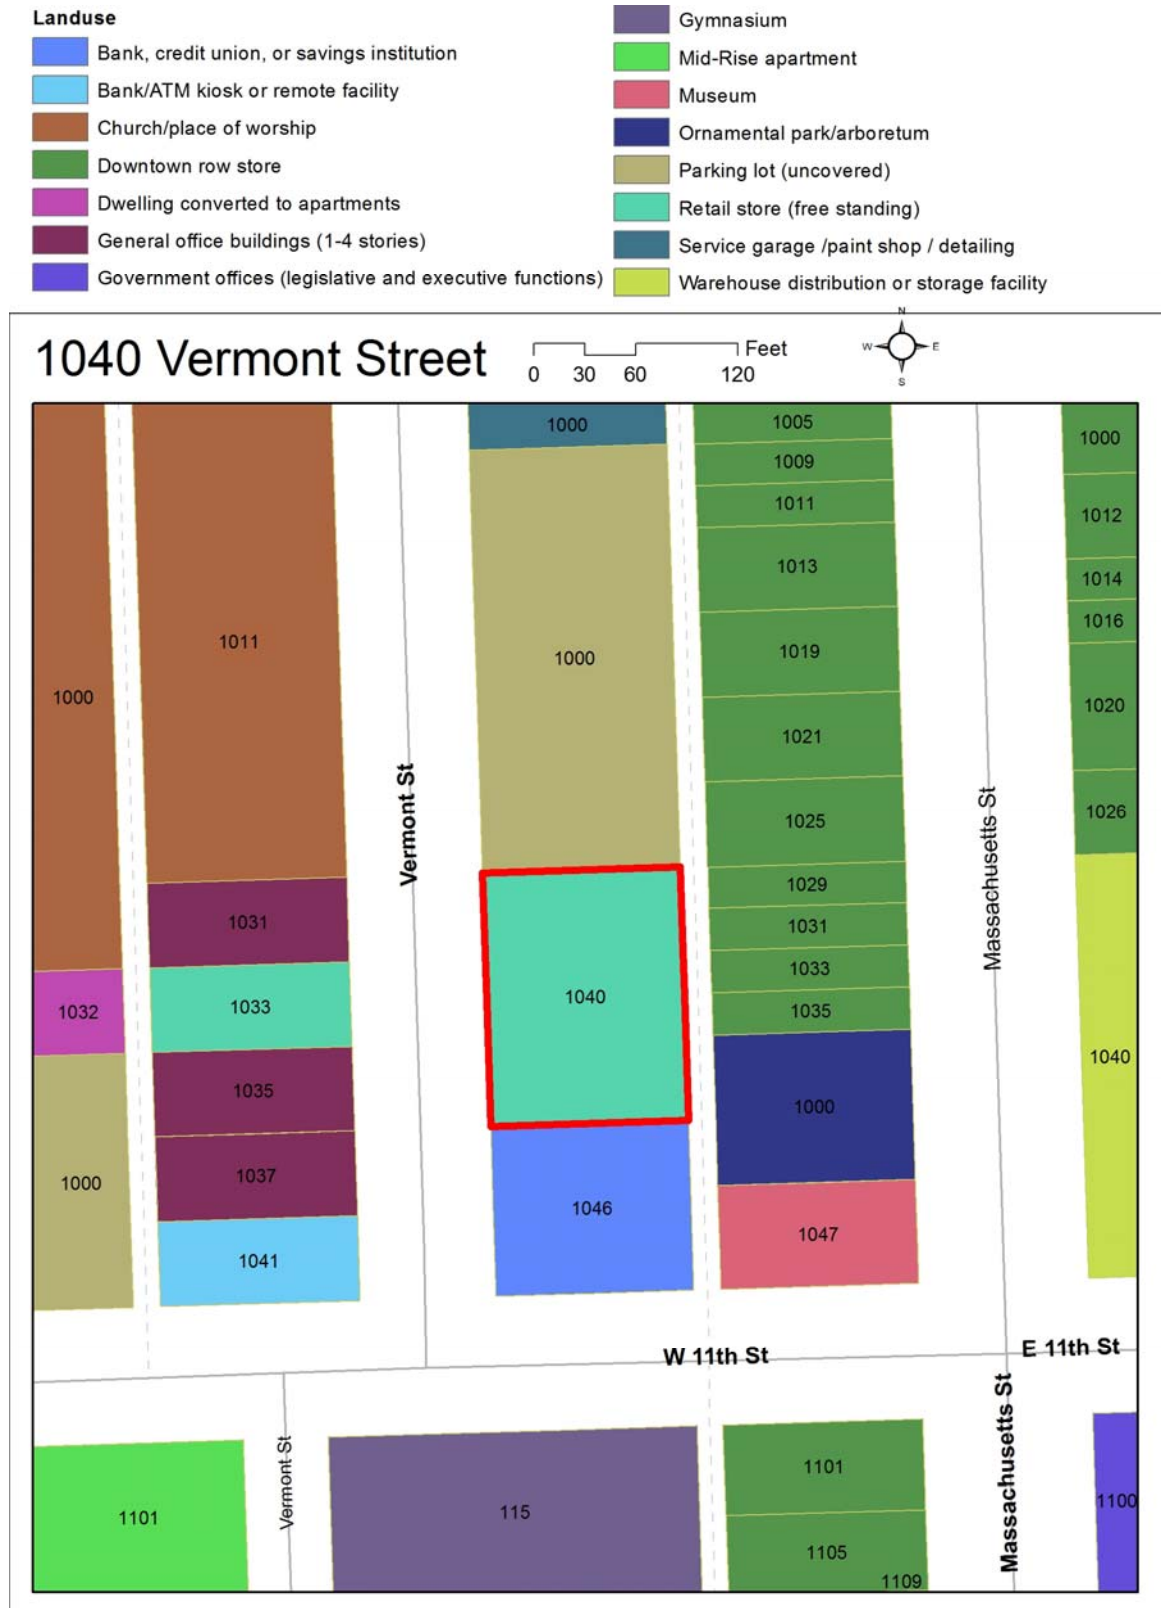 Landuse
Bank, credit union, or savings institution
Bank/ATM kiosk or remote facility
Church/place of worship
Downtown row store
Dwelling converted to apartments
General office buildings (1-4 stories)
Government offices (legislative and executive functions)
Gymnasium
Mid-Rise apartment
Museum
Ornamental park/arboretum
Parking lot (uncovered)
Retail store (free standing)
Service garage /paint shop / detailing
Warehouse distribution or storage facility
1040 Vermont Street
Feet
0 30 60 120
N
W E
S
1000
1032
1000
1011
1031
1033
1035
1037
1041
Vermont St
1000
1000
1040
1046
1005
1009
1011
1013
1019
1021
1025
1029
1031
1033
1035
1000
1047
Massachusetts St
1000
1012
1014
1016
1020
1026
1040
W 11th St
E 11th St
1101
Vermont St
115
1101
1105
1109
Massachusetts St
1100